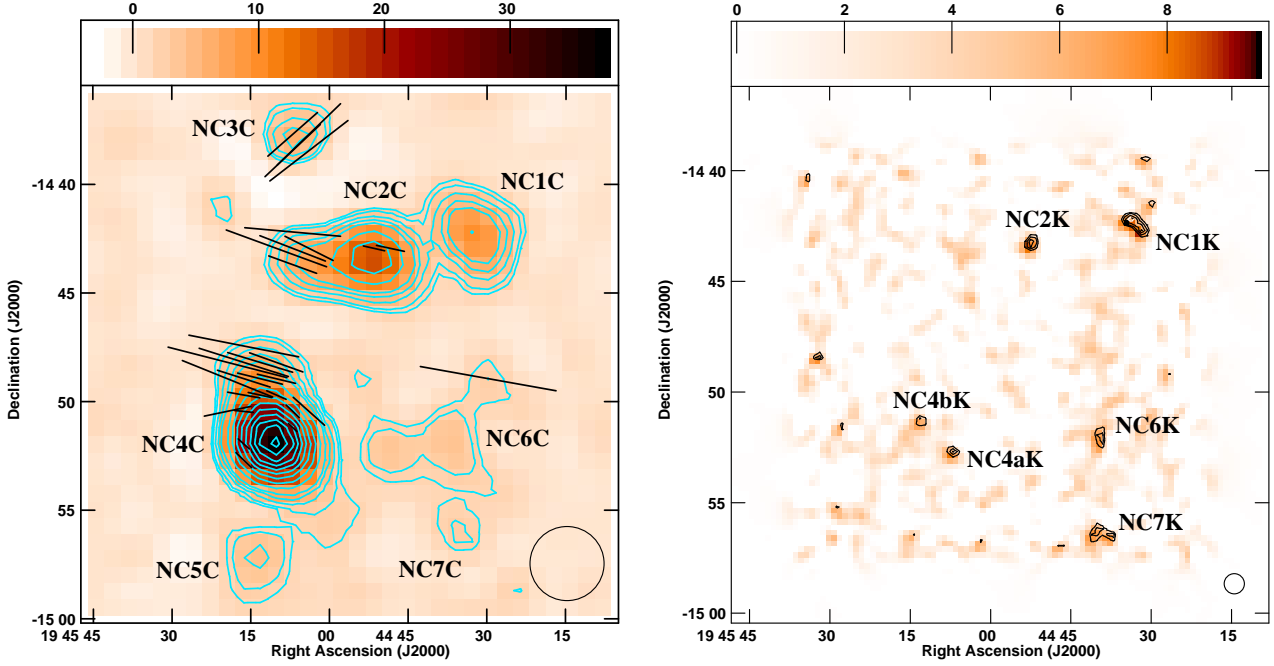 0 10 20 30
NC3C
NC2C
NC1C
NC4C
NC6C
NC5C
NC7C
-14 40
45
50
55
-15 00
Declination (J2000)
19 45 45 30 15 00 44 45 30 15
Right Ascension (J2000)
0 2 4 6 8
NC2K
NC1K
NC4bK
NC4aK
NC6K
NC7K
-14 40
45
50
55
-15 00
Declination (J2000)
19 45 45 30 15 00 44 45 30 15
Right Ascension (J2000)